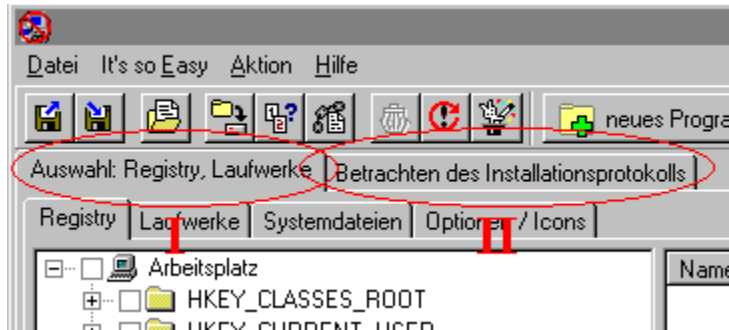 Datei It's so Easy Aktion Hilfe
neues Progra
Auswahl: Registry, Laufwerke Betrachten des Installationsprotokolls
Registry Laufwerke Systemdateien Optionen / Icons
I II
Arbeitsplatz Name
HKEY_CLASSES_ROOT
HKEY_CURRENT_USER